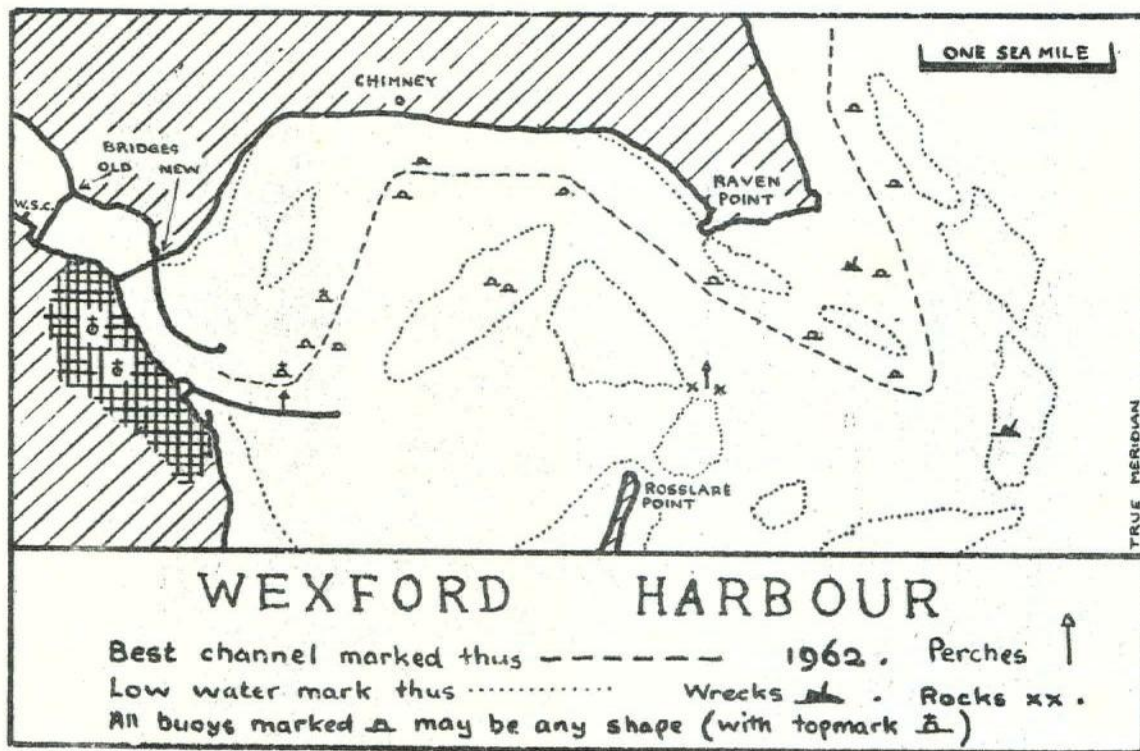 ONE SEA MILE
CHIMNEY
BRIDGES
OLD NEW
W.S.C.
RAVEN
POINT
ROSSLARE
POINT
TRUE MERIDIAN
WEXFORD HARBOUR
Best channel marked thus 1962. Perches
Low water mark thus Wrecks . Rocks xx.
All buoys marked may be any shape (with topmark )